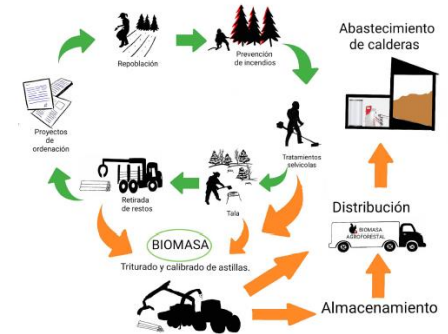 Abastecimiento
de calderas
Repoblación
Prevención
de incendios
Proyectos
de ordenación
Tratamientos
selvícolas
Retirada
de restos
Tala
BIOMASA
Triturado y calibrado de astillas.
Distribución
BIOMASA
AGROFORESTAL
Almacenamiento